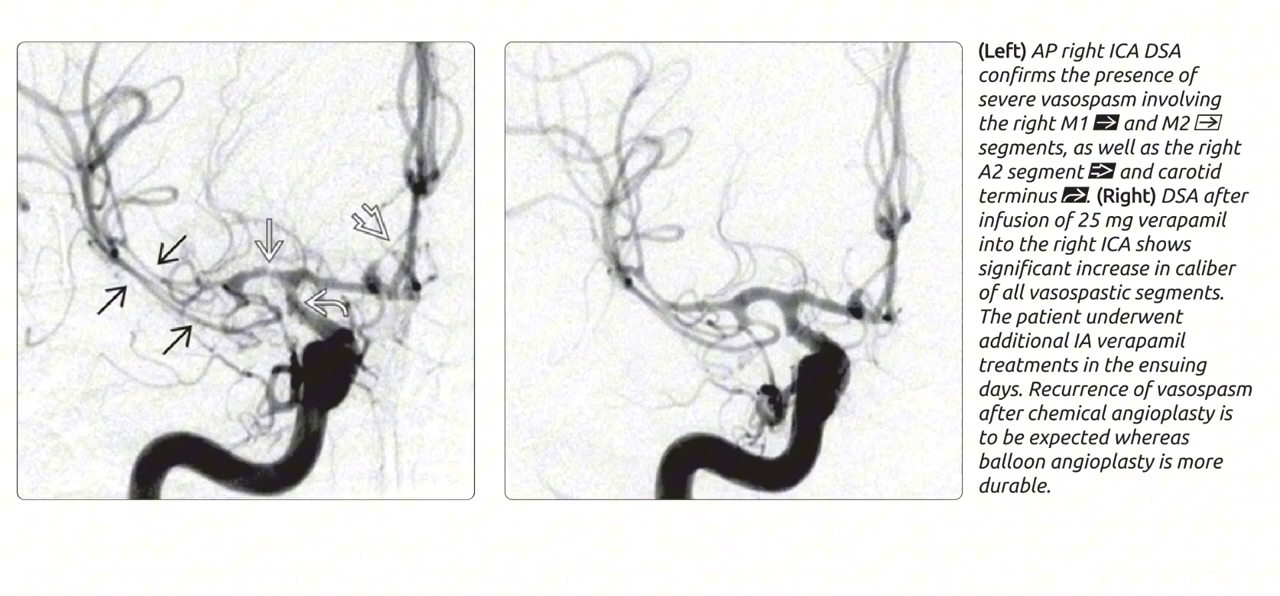 (Left) AP right ICA DSA
confirms the presence of
severe vasospasm involving
the right M1 and M2
segments, as well as the right
A2 segment and carotid
terminus . (Right) DSA after
infusion of 25 mg verapamil
into the right ICA shows
significant increase in caliber
of all vasospastic segments.
The patient underwent
additional IA verapamil
treatments in the ensuing
days. Recurrence of vasospasm
after chemical angioplasty is
to be expected whereas
balloon angioplasty is more
durable.